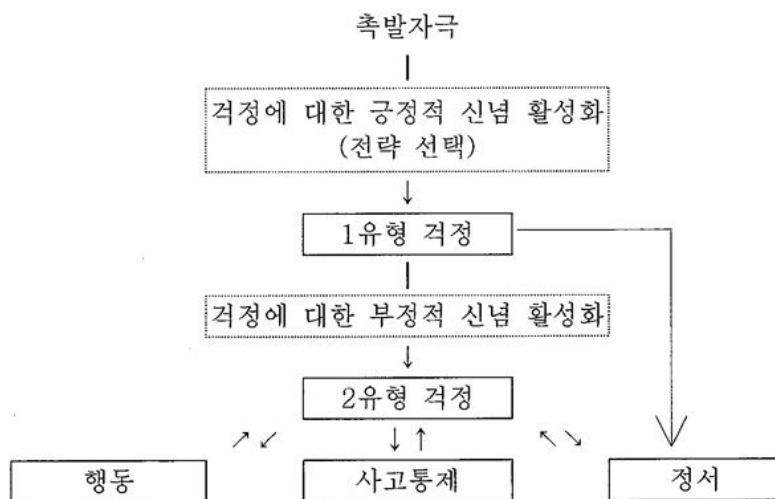 촉발자극
걱정에 대한 긍정적 신념 활성화
(전략 선택)
↓
1유형 걱정
걱정에 대한 부정적 신념 활성화
↓
2유형 걱정
↗↙ ↓↑ ↖↘
행동 사고통제 정서